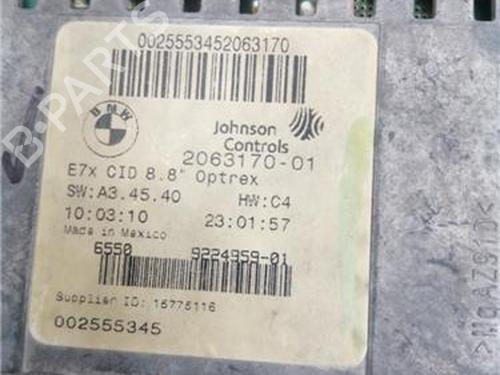 0025553452063170
BMW
Johnson
Controls
2063170-01
E7x CID 8.8" Optrex
SW:A3.45.40 HW:C4
10:03:10 23:01:57
Made in Mexico
6550 9224959-01
Supplier ID: 15775116
002555345
B-PARTS